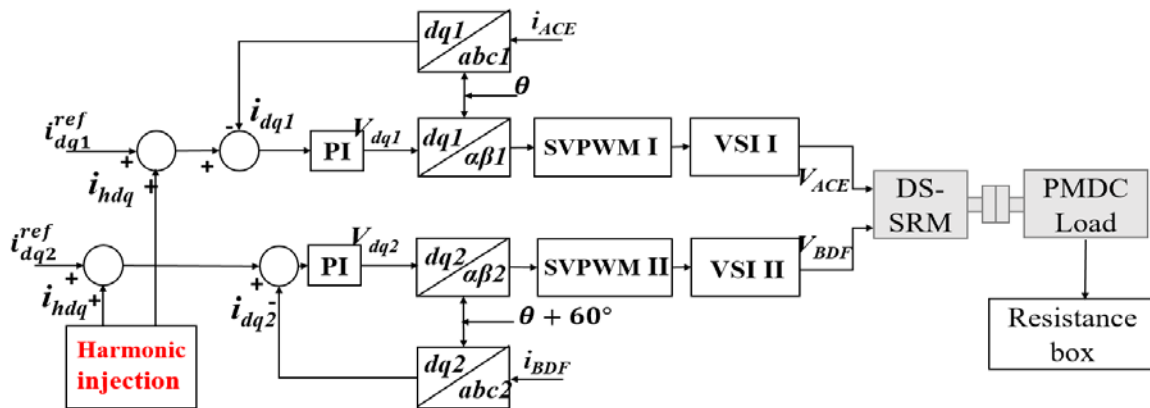 dq1
abc1
i_ACE
θ
i_dq1^ref
+
i_hdq
+
+
-
i_dq1
PI
V_dq1
dq1
αβ1
SVPWM I
VSI I
V_ACE
DS-
SRM
PMDC
Load
i_dq2^ref
+
i_hdq
+
+
-
i_dq2
PI
V_dq2
dq2
αβ2
SVPWM II
VSI II
V_BDF
θ + 60°
dq2
abc2
i_BDF
Harmonic
injection
Resistance
box